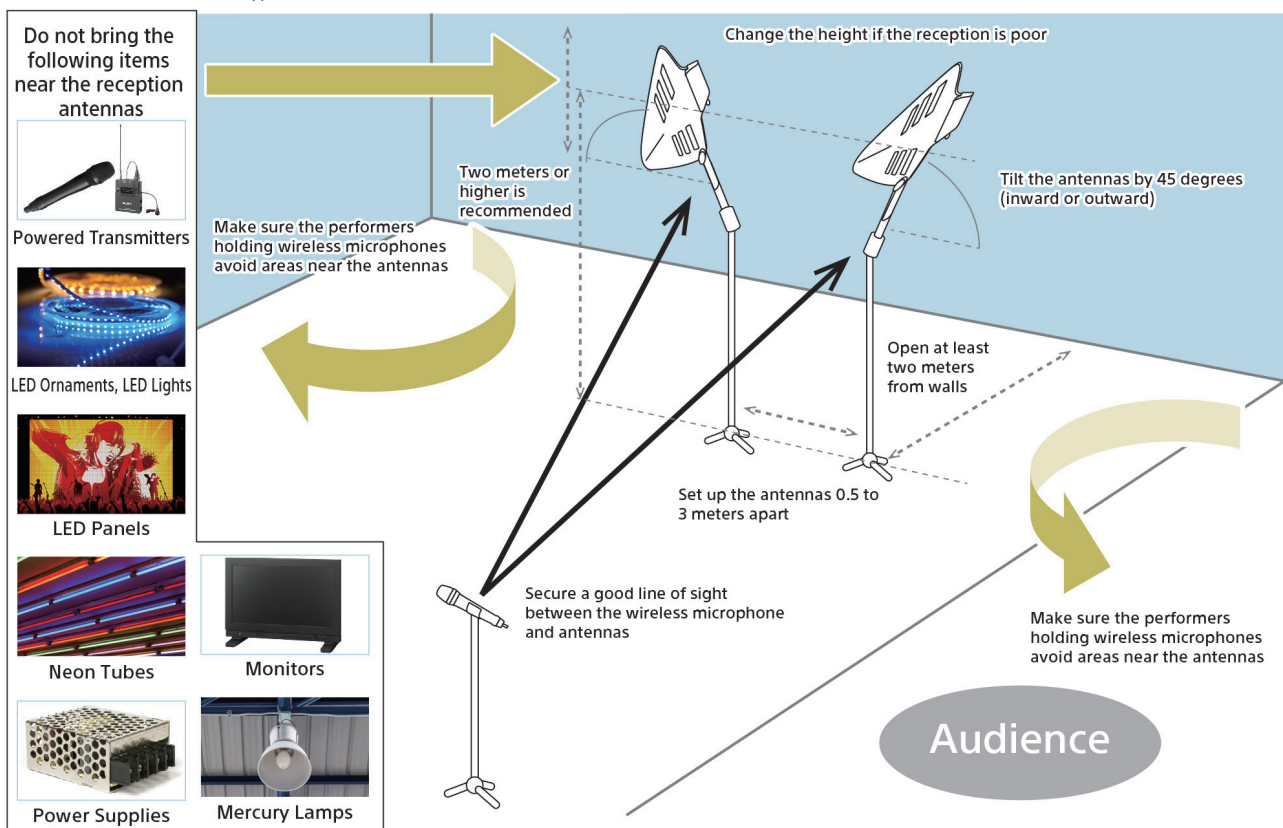 Do not bring the
following items
near the reception
antennas
Powered Transmitters
LED Ornaments, LED Lights
LED Panels
Neon Tubes
Monitors
Power Supplies
Mercury Lamps
Change the height if the reception is poor
Two meters or
higher is
recommended
Tilt the antennas by 45 degrees
(inward or outward)
Make sure the performers
holding wireless microphones
avoid areas near the antennas
Open at least
two meters
from walls
Set up the antennas 0.5 to
3 meters apart
Secure a good line of sight
between the wireless microphone
and antennas
Make sure the performers
holding wireless microphones
avoid areas near the antennas
Audience